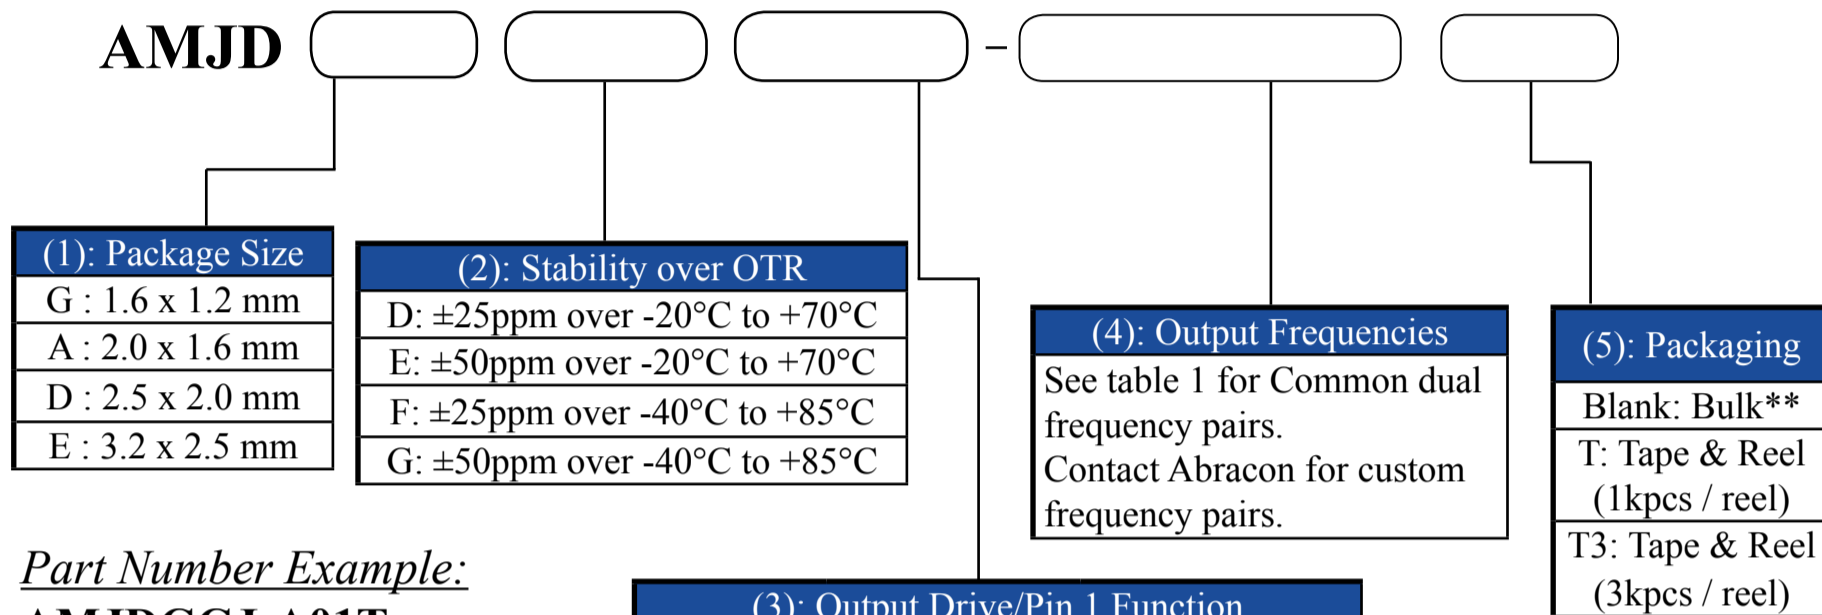 AMJD –
(1): Package Size
G : 1.6 x 1.2 mm
A : 2.0 x 1.6 mm
D : 2.5 x 2.0 mm
E : 3.2 x 2.5 mm
(2): Stability over OTR
D: ±25ppm over -20°C to +70°C
E: ±50ppm over -20°C to +70°C
F: ±25ppm over -40°C to +85°C
G: ±50ppm over -40°C to +85°C
(4): Output Frequencies
See table 1 for Common dual
frequency pairs.
Contact Abracon for custom
frequency pairs.
(5): Packaging
Blank: Bulk**
T: Tape & Reel
(1kpcs / reel)
T3: Tape & Reel
(3kpcs / reel)
Part Number Example:
(3): Output Drive/Pin 1 Function